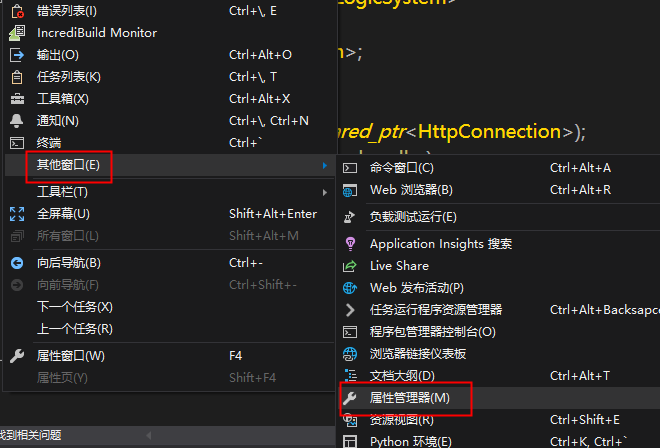 LogicSystem>
错误列表(I) Ctrl+\, E
IncrediBuild Monitor
输出(O) Ctrl+Alt+O
n>;
任务列表(K) Ctrl+\, T
工具箱(X) Ctrl+Alt+X
通知(N) Ctrl+\, Ctrl+N
ared_ptr<HttpConnection>);
终端 Ctrl+`
其他窗口(E)
工具栏(T)
全屏幕(U) Shift+Alt+Enter
所有窗口(L) Shift+Alt+M
向后导航(B) Ctrl+-
向前导航(F) Ctrl+Shift+-
下一个任务(X)
上一个任务(R)
属性窗口(W) F4
属性页(Y) Shift+F4
找到相关问题
命令窗口(C) Ctrl+Alt+A
Web 浏览器(B) Ctrl+Alt+R
负载测试运行(E)
Application Insights 搜索
Live Share
Web 发布活动(P)
任务运行程序资源管理器 Ctrl+Alt+Backsapce
程序包管理器控制台(O)
浏览器链接仪表板
文档大纲(D) Ctrl+Alt+T
属性管理器(M)
资源视图(R) Ctrl+Shift+E
Python 环境(E) Ctrl+K, Ctrl+`